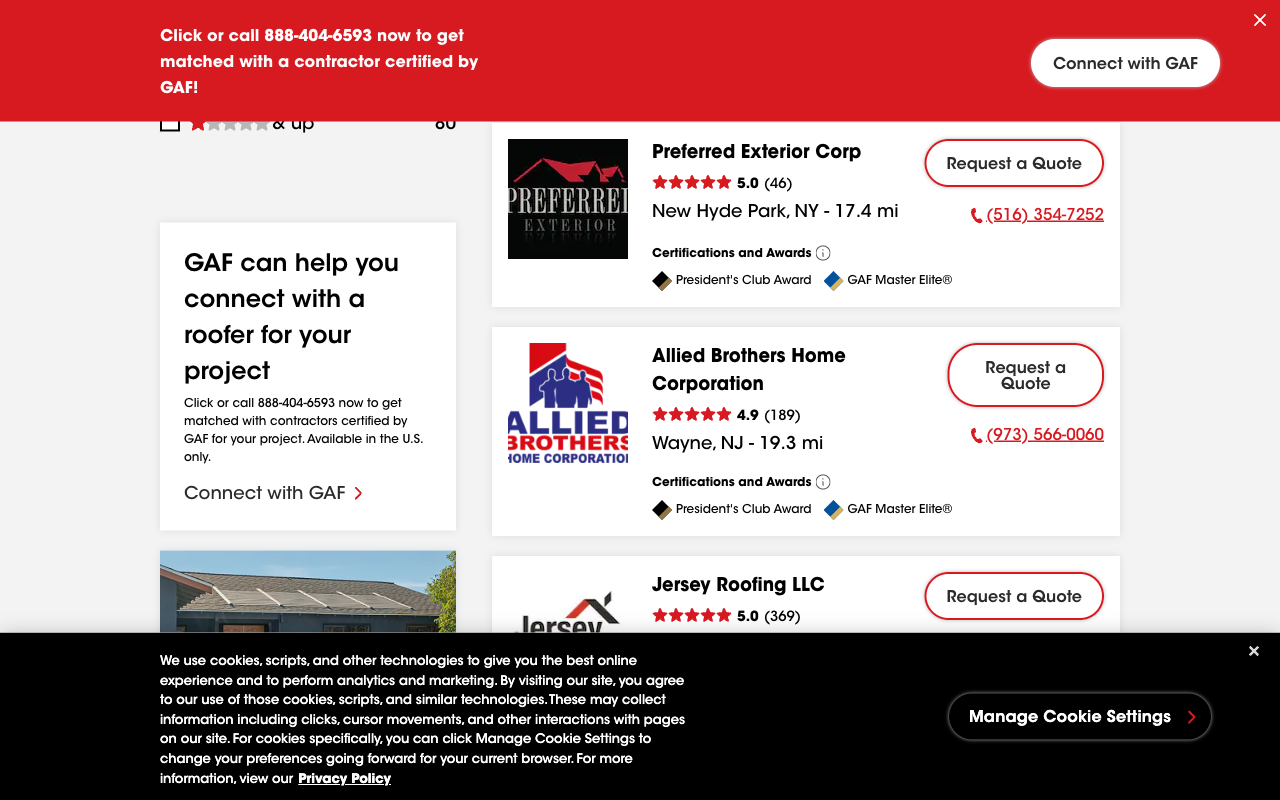 Click or call 888-404-6593 now to get
matched with a contractor certified by
GAF!
Connect with GAF
& up
60
GAF can help you
connect with a
roofer for your
project
Click or call 888-404-6593 now to get
matched with contractors certified by
GAF for your project. Available in the U.S.
only.
Connect with GAF
PREFERRED
EXTERIOR
Preferred Exterior Corp
5.0 (46)
New Hyde Park, NY - 17.4 mi
Certifications and Awards
President's Club Award GAF Master Elite®
Request a Quote
(516) 354-7252
ALLIED
BROTHERS
HOME CORPORATION
Allied Brothers Home
Corporation
4.9 (189)
Wayne, NJ - 19.3 mi
Certifications and Awards
President's Club Award GAF Master Elite®
Request a
Quote
(973) 566-0060
Jersey
Jersey Roofing LLC
5.0 (369)
Request a Quote
We use cookies, scripts, and other technologies to give you the best online
experience and to perform analytics and marketing. By visiting our site, you agree
to our use of those cookies, scripts, and similar technologies. These may collect
information including clicks, cursor movements, and other interactions with pages
on our site. For cookies specifically, you can click Manage Cookie Settings to
change your preferences going forward for your current browser. For more
information, view our Privacy Policy
Manage Cookie Settings